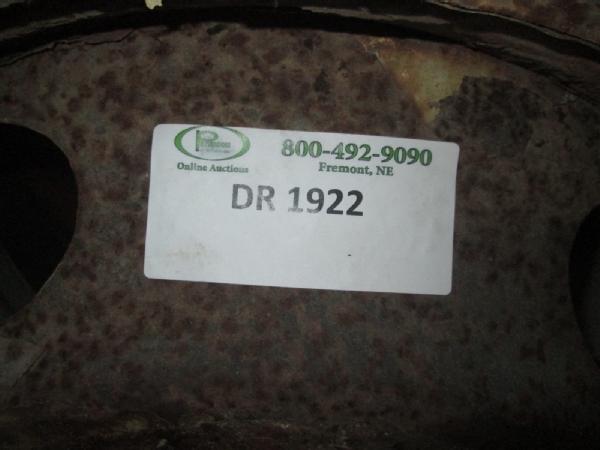 800-492-9090
Online Auctions
Fremont, NE
DR 1922